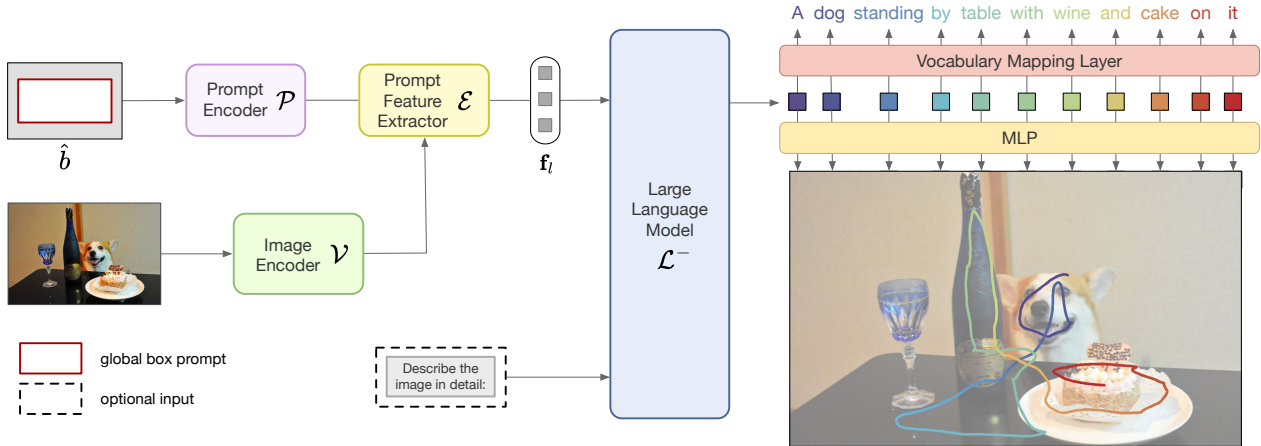 A dog standing by table with wine and cake on it
Vocabulary Mapping Layer
MLP
Prompt
Encoder 𝒫
Prompt
Feature
Extractor ℰ
b̂
f_l
Image
Encoder 𝒱
Large
Language
Model
ℒ⁻
global box prompt
optional input
Describe the
image in detail: